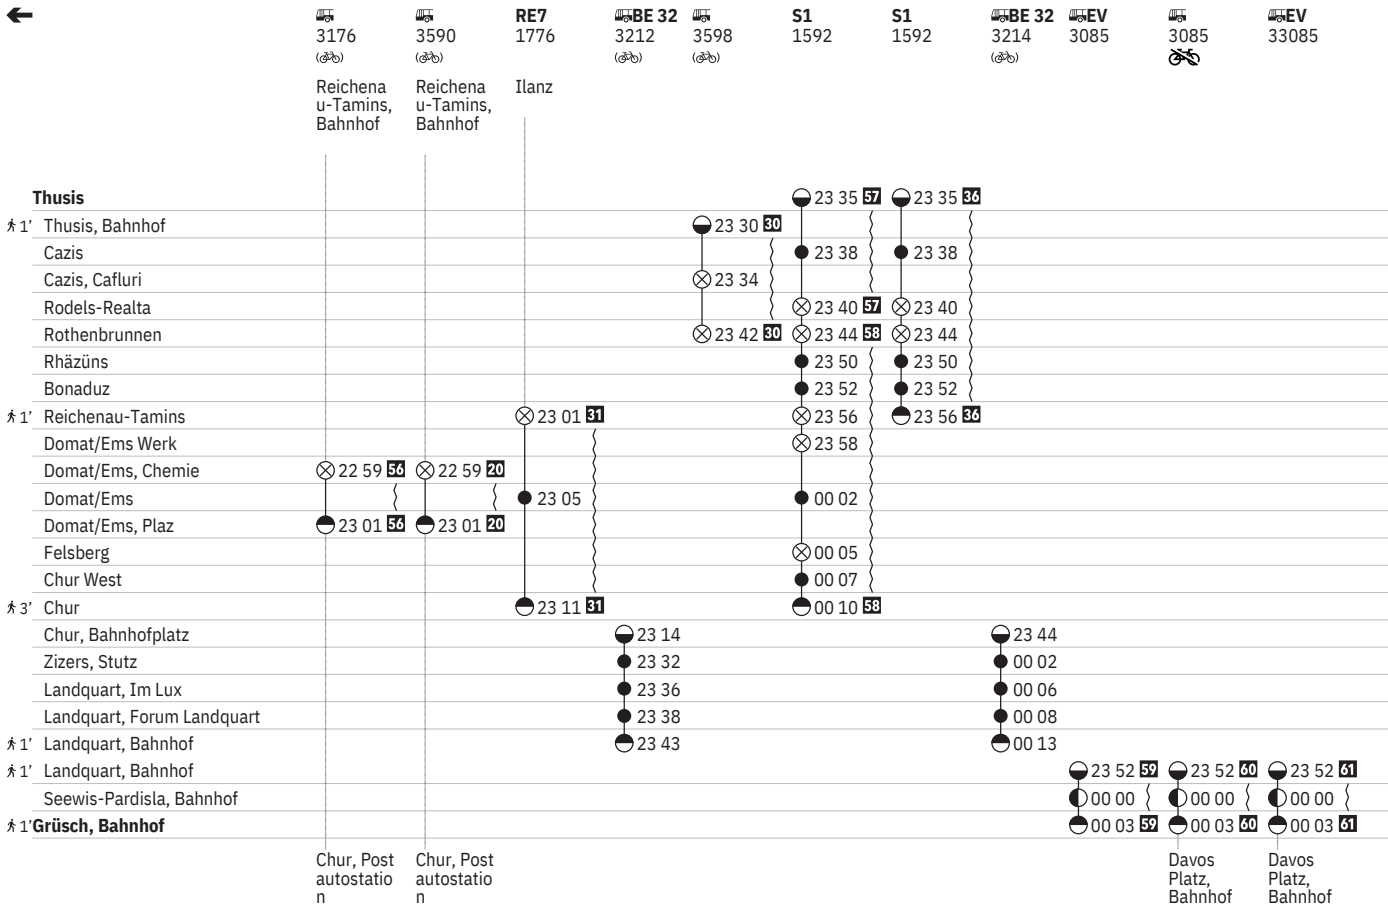 RE7 BE 32 S1 S1 BE 32 EV EV
3176 3590 1776 3212 3598 1592 1592 3214 3085 3085 33085
Reichena Reichena Ilanz
u-Tamins, u-Tamins,
Bahnhof Bahnhof
Thusis 23 35 57 23 35 36
1' Thusis, Bahnhof 23 30 30
Cazis 23 38 23 38
Cazis, Cafluri 23 34
Rodels-Realta 23 40 57 23 40
Rothenbrunnen 23 42 30 23 44 58 23 44
Rhäzüns 23 50 23 50
Bonaduz 23 52 23 52
1' Reichenau-Tamins 23 01 31 23 56 23 56 36
Domat/Ems Werk 23 58
Domat/Ems, Chemie 22 59 56 22 59 20
Domat/Ems 23 05 00 02
Domat/Ems, Plaz 23 01 56 23 01 20
Felsberg 00 05
Chur West 00 07
3' Chur 23 11 31 00 10 58
Chur, Bahnhofplatz 23 14 23 44
Zizers, Stutz 23 32 00 02
Landquart, Im Lux 23 36 00 06
Landquart, Forum Landquart 23 38 00 08
1' Landquart, Bahnhof 23 43 00 13
1' Landquart, Bahnhof 23 52 59 23 52 60 23 52 61
Seewis-Pardisla, Bahnhof 00 00 00 00 00 00
1' Grüsch, Bahnhof 00 03 59 00 03 60 00 03 61
Chur, Post Chur, Post Davos Davos
autostatio autostatio Platz, Platz,
n n Bahnhof Bahnhof